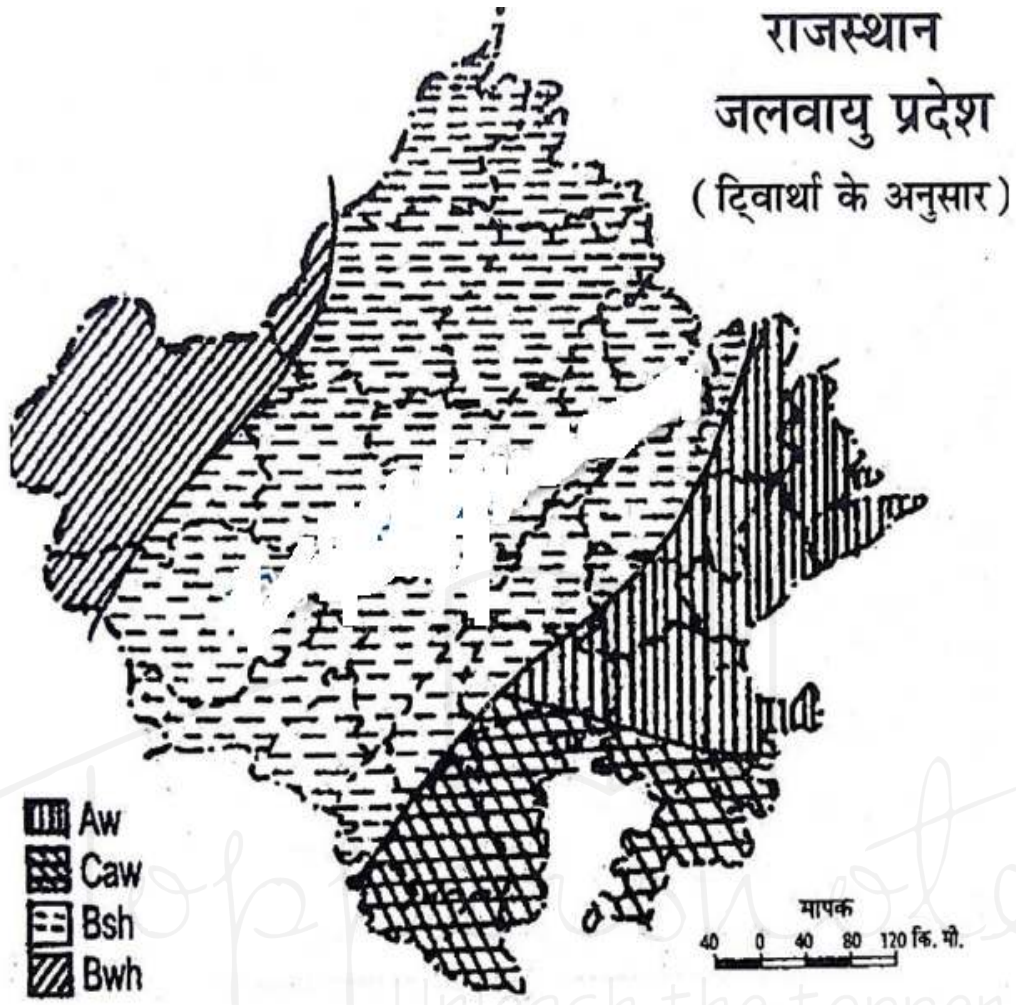 राजस्थान
जलवायु प्रदेश
( ट्विार्था के अनुसार )
Aw
Caw
Bsh
Bwh
मापक
40 0 40 80 120 कि. मी.